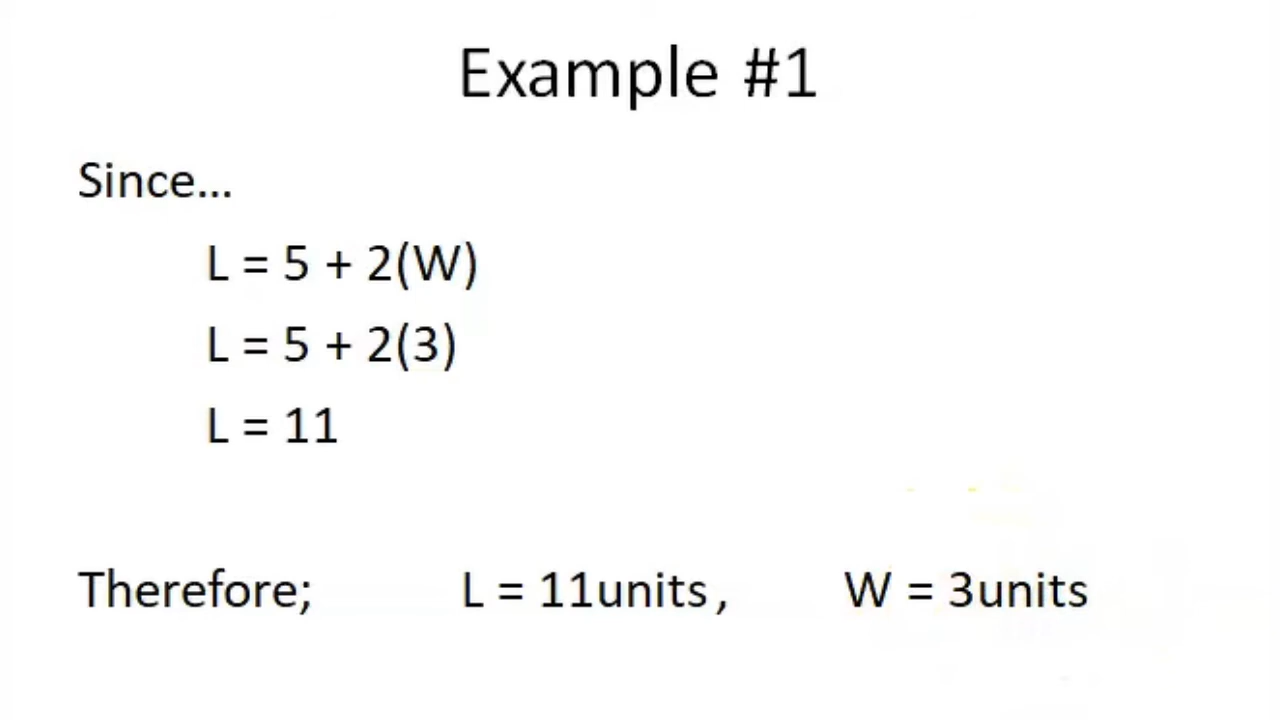 Example #1
Since...
L = 5 + 2(W)
L = 5 + 2(3)
L = 11
Therefore; L = 11units, W = 3units